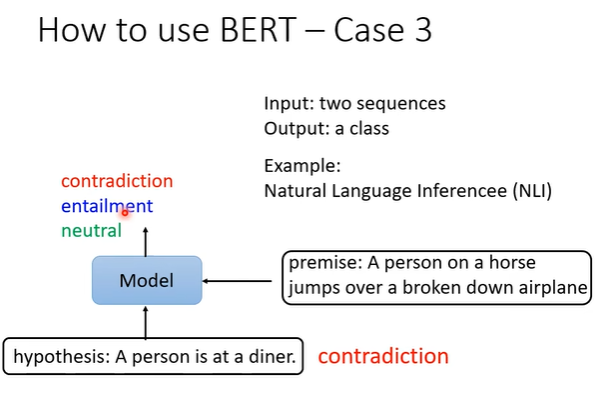 How to use BERT – Case 3
Input: two sequences
Output: a class
Example:
Natural Language Inferencee (NLI)
contradiction
entailment
neutral
Model
premise: A person on a horse
jumps over a broken down airplane
hypothesis: A person is at a diner.
contradiction